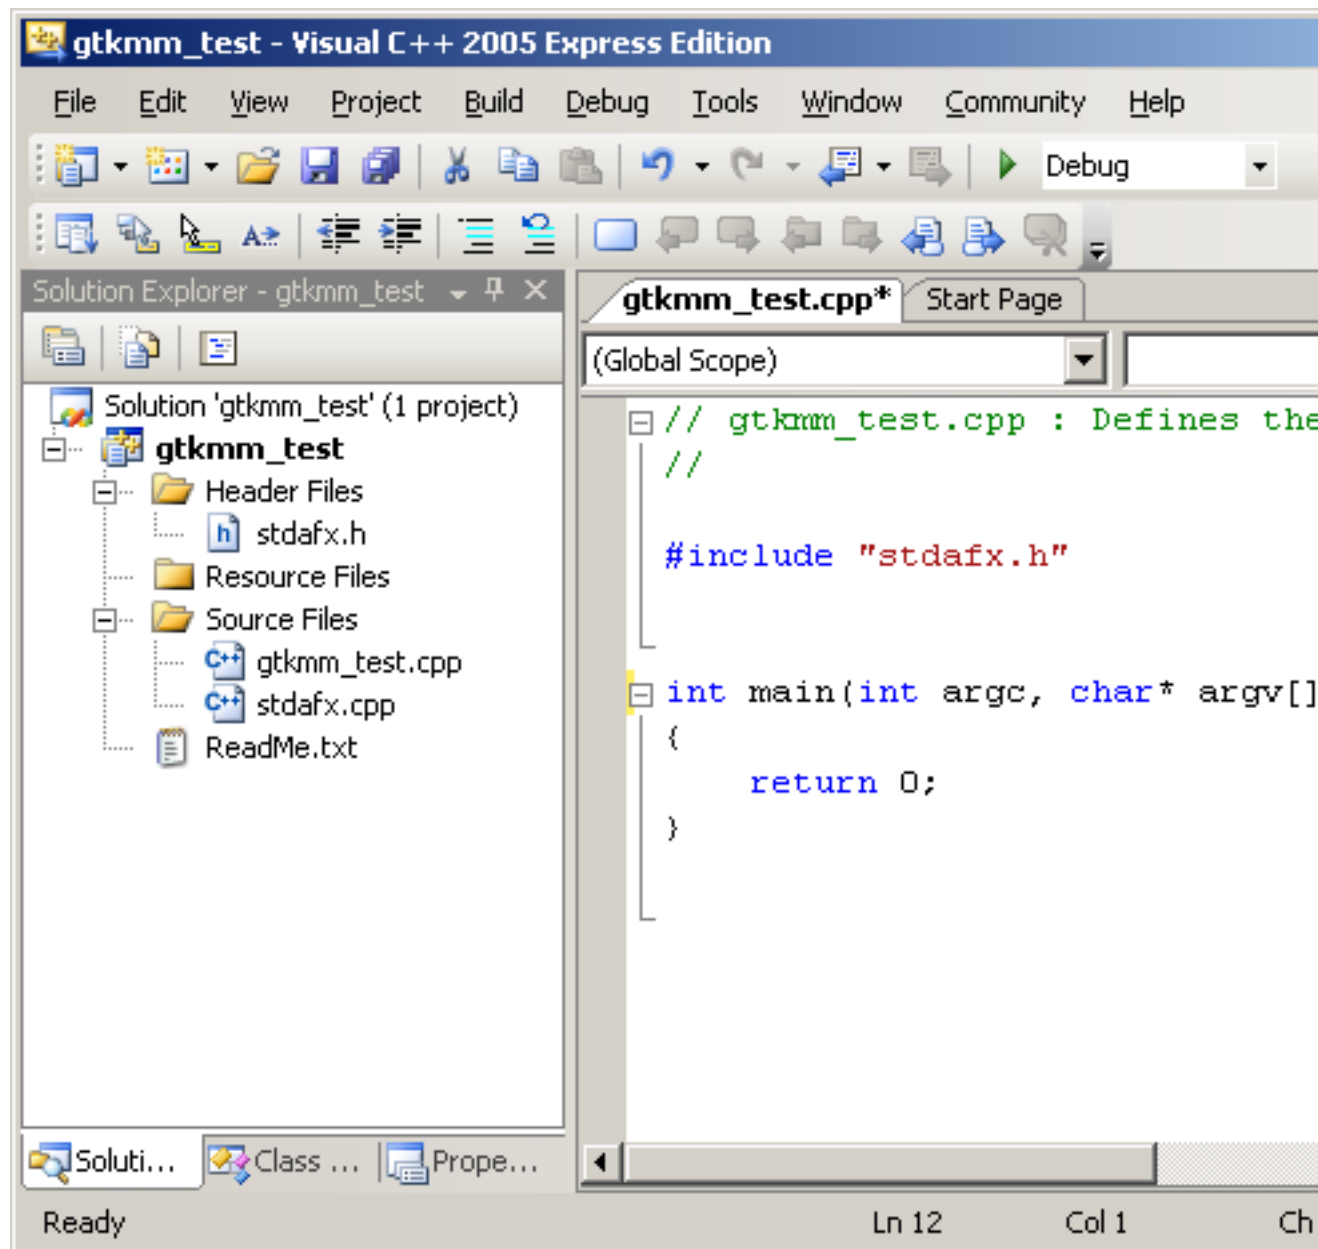 gtkmm_test - Visual C++ 2005 Express Edition
File Edit View Project Build Debug Tools Window Community Help
Debug
Solution Explorer - gtkmm_test
gtkmm_test.cpp* Start Page
(Global Scope)
Solution 'gtkmm_test' (1 project)
gtkmm_test
Header Files
stdafx.h
Resource Files
Source Files
gtkmm_test.cpp
stdafx.cpp
ReadMe.txt
// gtkmm_test.cpp : Defines the
//
#include "stdafx.h"
int main(int argc, char* argv[]
{
return 0;
}
Soluti... Class ... Prope...
Ready Ln 12 Col 1 Ch